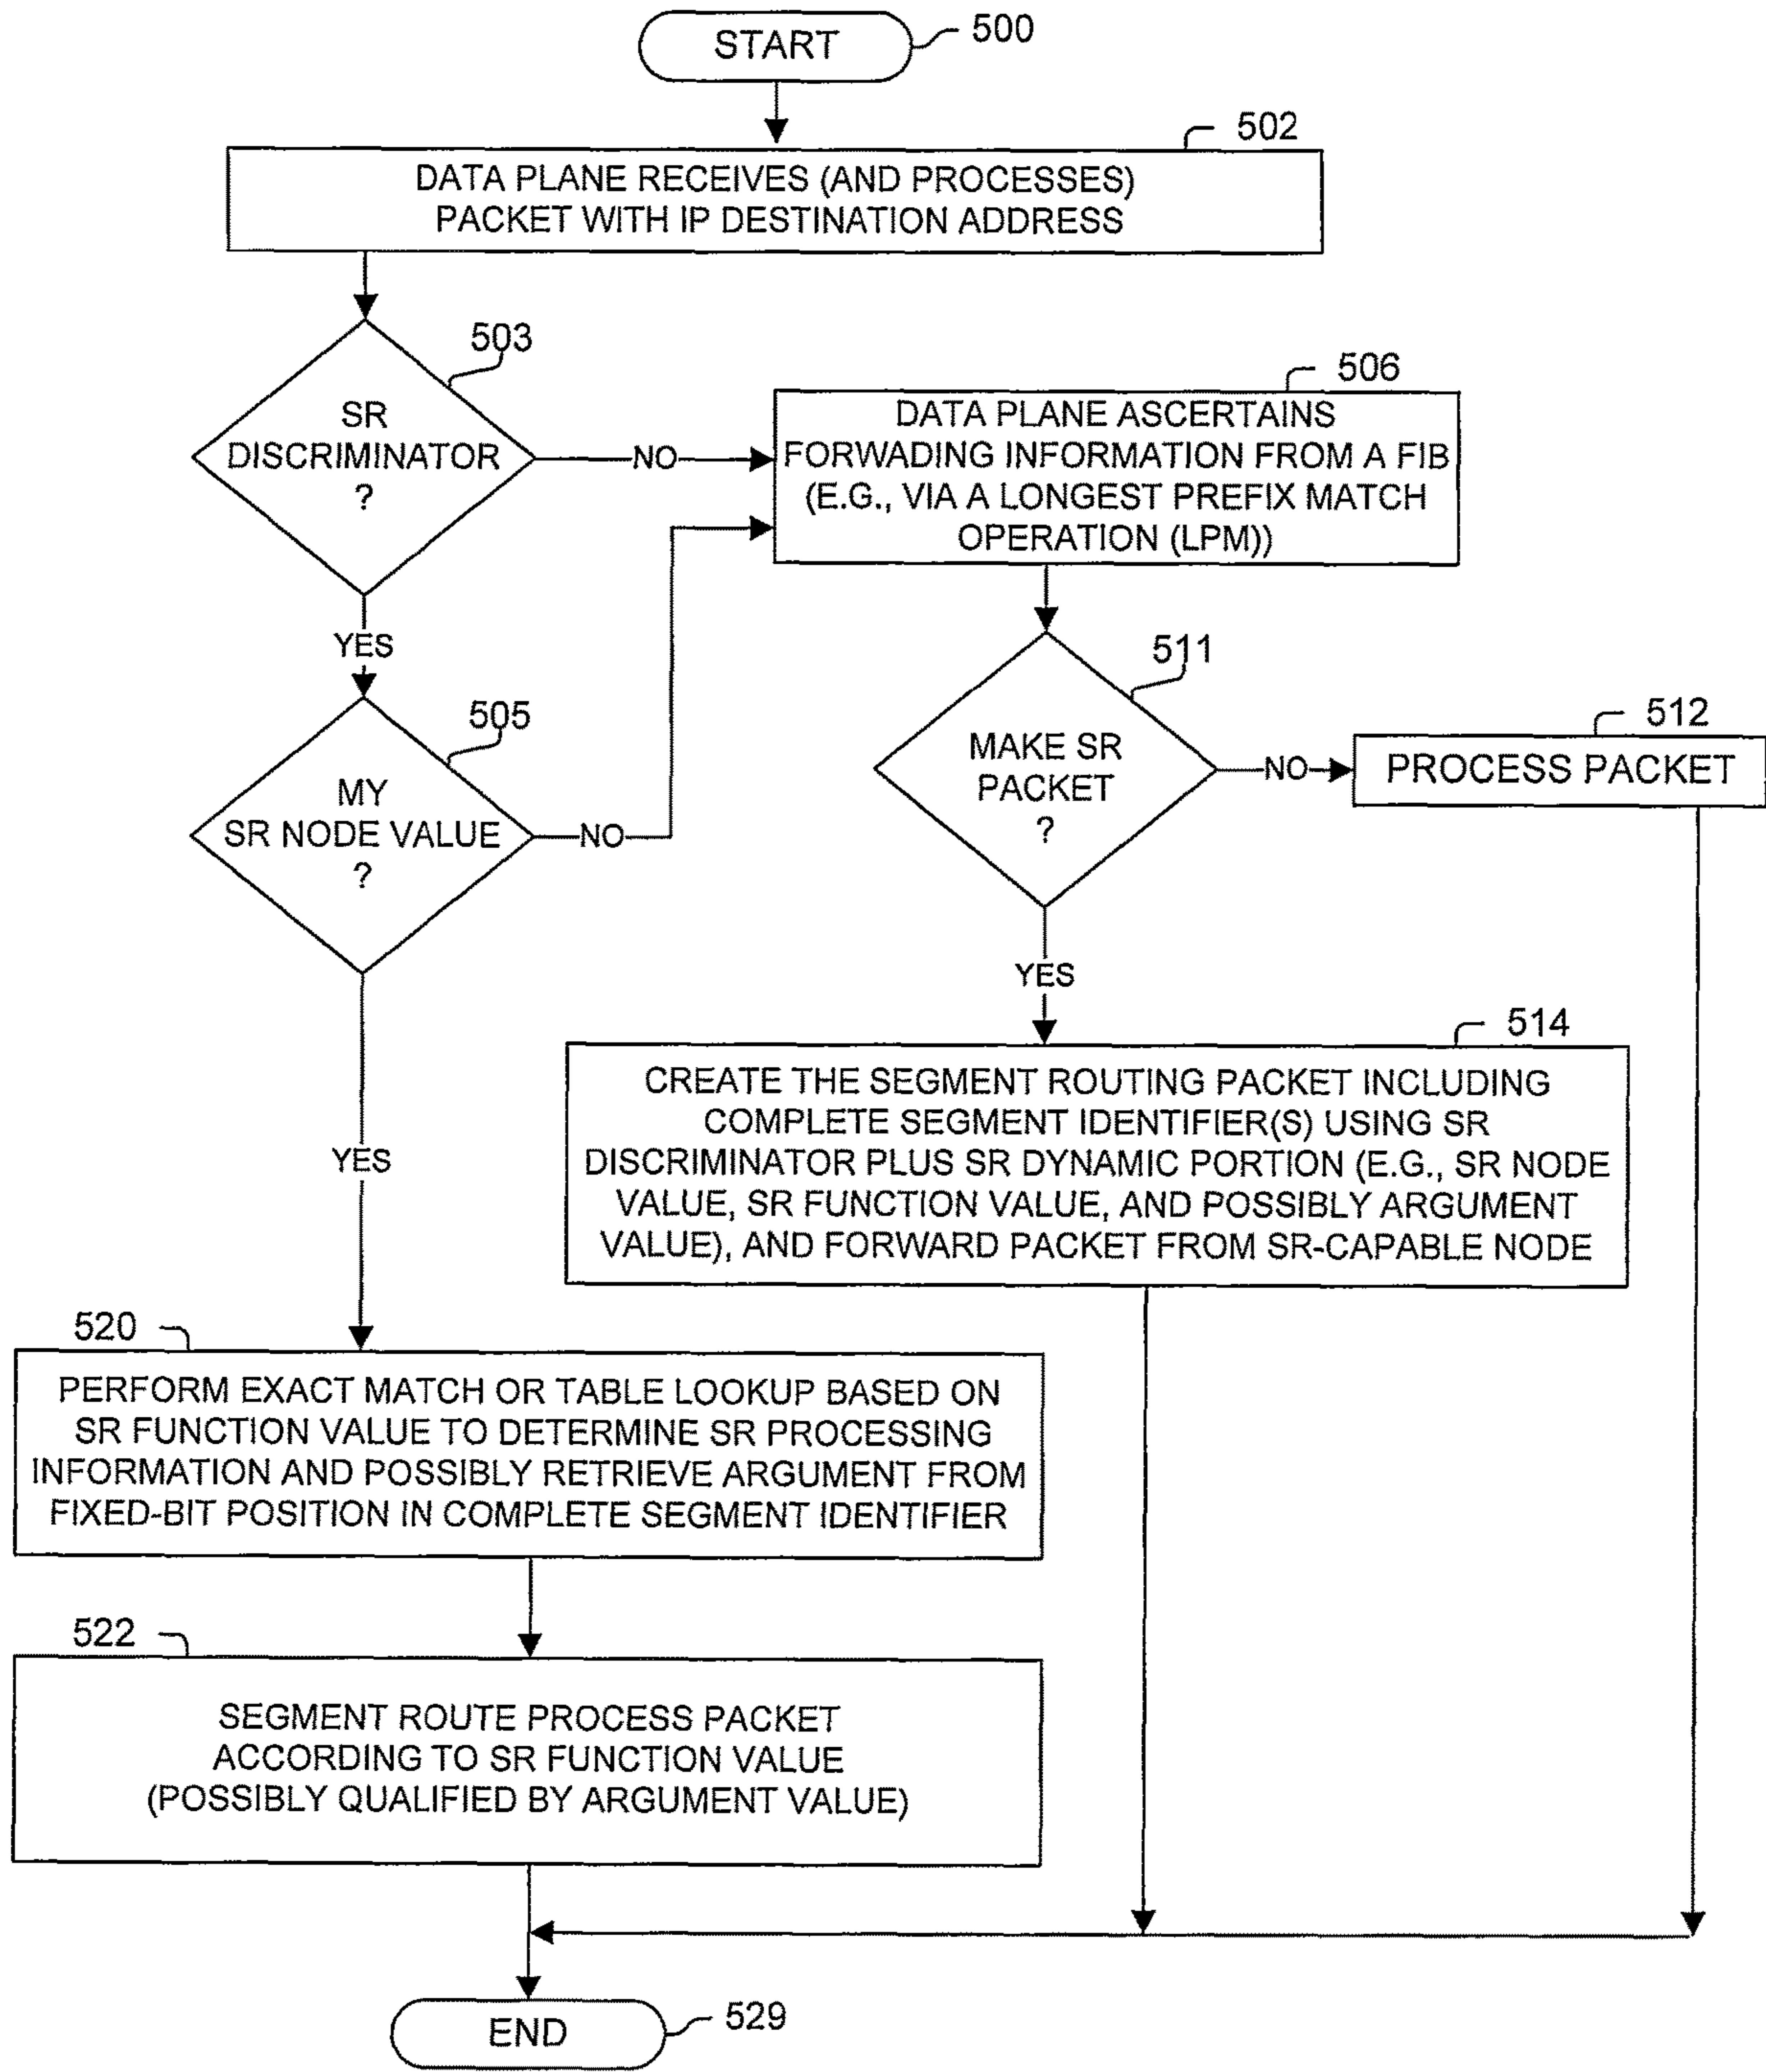 START
500
502
DATA PLANE RECEIVES (AND PROCESSES)
PACKET WITH IP DESTINATION ADDRESS
503
SR
DISCRIMINATOR
?
NO
506
DATA PLANE ASCERTAINS
FORWADING INFORMATION FROM A FIB
(E.G., VIA A LONGEST PREFIX MATCH
OPERATION (LPM))
YES
505
MY
SR NODE VALUE
?
NO
511
MAKE SR
PACKET
?
NO
512
PROCESS PACKET
YES
514
CREATE THE SEGMENT ROUTING PACKET INCLUDING
COMPLETE SEGMENT IDENTIFIER(S) USING SR
DISCRIMINATOR PLUS SR DYNAMIC PORTION (E.G., SR NODE
VALUE, SR FUNCTION VALUE, AND POSSIBLY ARGUMENT
VALUE), AND FORWARD PACKET FROM SR-CAPABLE NODE
YES
520
PERFORM EXACT MATCH OR TABLE LOOKUP BASED ON
SR FUNCTION VALUE TO DETERMINE SR PROCESSING
INFORMATION AND POSSIBLY RETRIEVE ARGUMENT FROM
FIXED-BIT POSITION IN COMPLETE SEGMENT IDENTIFIER
522
SEGMENT ROUTE PROCESS PACKET
ACCORDING TO SR FUNCTION VALUE
(POSSIBLY QUALIFIED BY ARGUMENT VALUE)
END
529